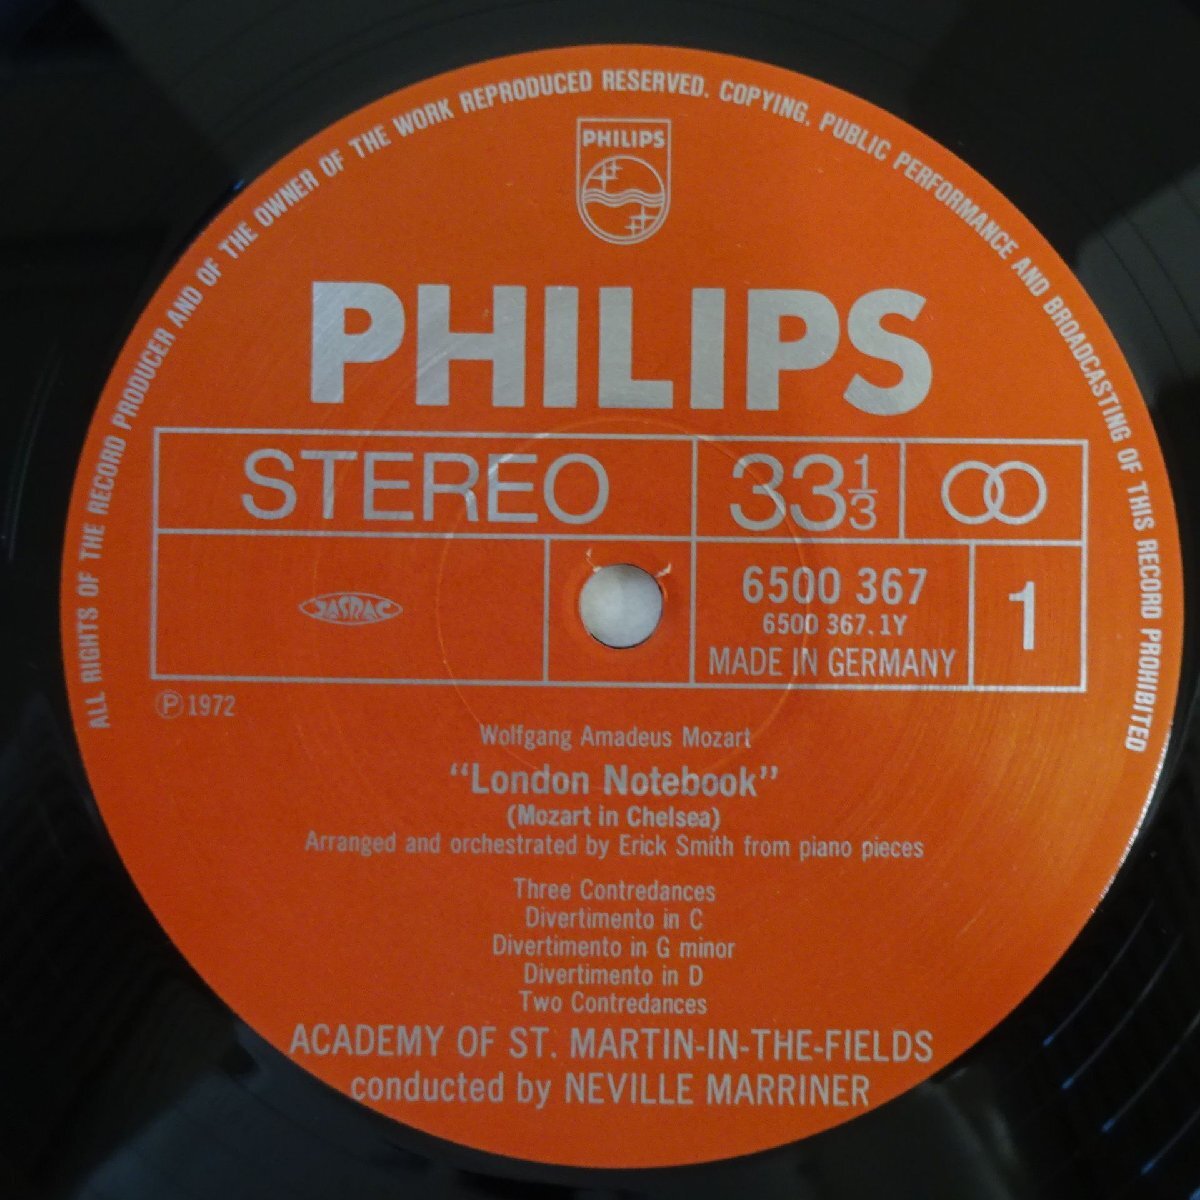 ALL RIGHTS OF THE RECORD PRODUCER AND OF THE OWNER OF THE WORK REPRODUCED RESERVED. COPYING, PUBLIC PERFORMANCE AND BROADCASTING OF THIS RECORD PROHIBITED
PHILIPS
PHILIPS
STEREO
33 1/3
JASRAC
6500 367
6500 367.1Y
MADE IN GERMANY
1
Ⓟ 1972
Wolfgang Amadeus Mozart
“London Notebook”
(Mozart in Chelsea)
Arranged and orchestrated by Erick Smith from piano pieces
Three Contredances
Divertimento in C
Divertimento in G minor
Divertimento in D
Two Contredances
ACADEMY OF ST. MARTIN-IN-THE-FIELDS
conducted by NEVILLE MARRINER